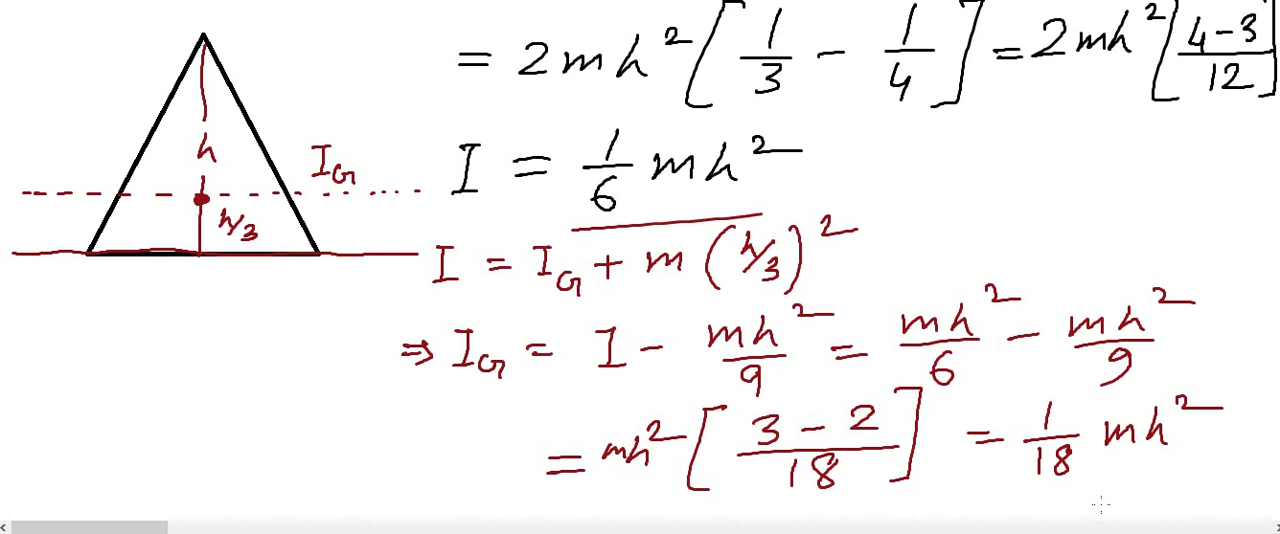 = 2mh²[1/3 - 1/4] = 2mh²[4-3/12]
I = 1/6 mh²
h
I_G
h/3
I = I_G + m(h/3)²
⇒ I_G = I - mh²/9 = mh²/6 - mh²/9
= mh²[3-2/18] = 1/18 mh²